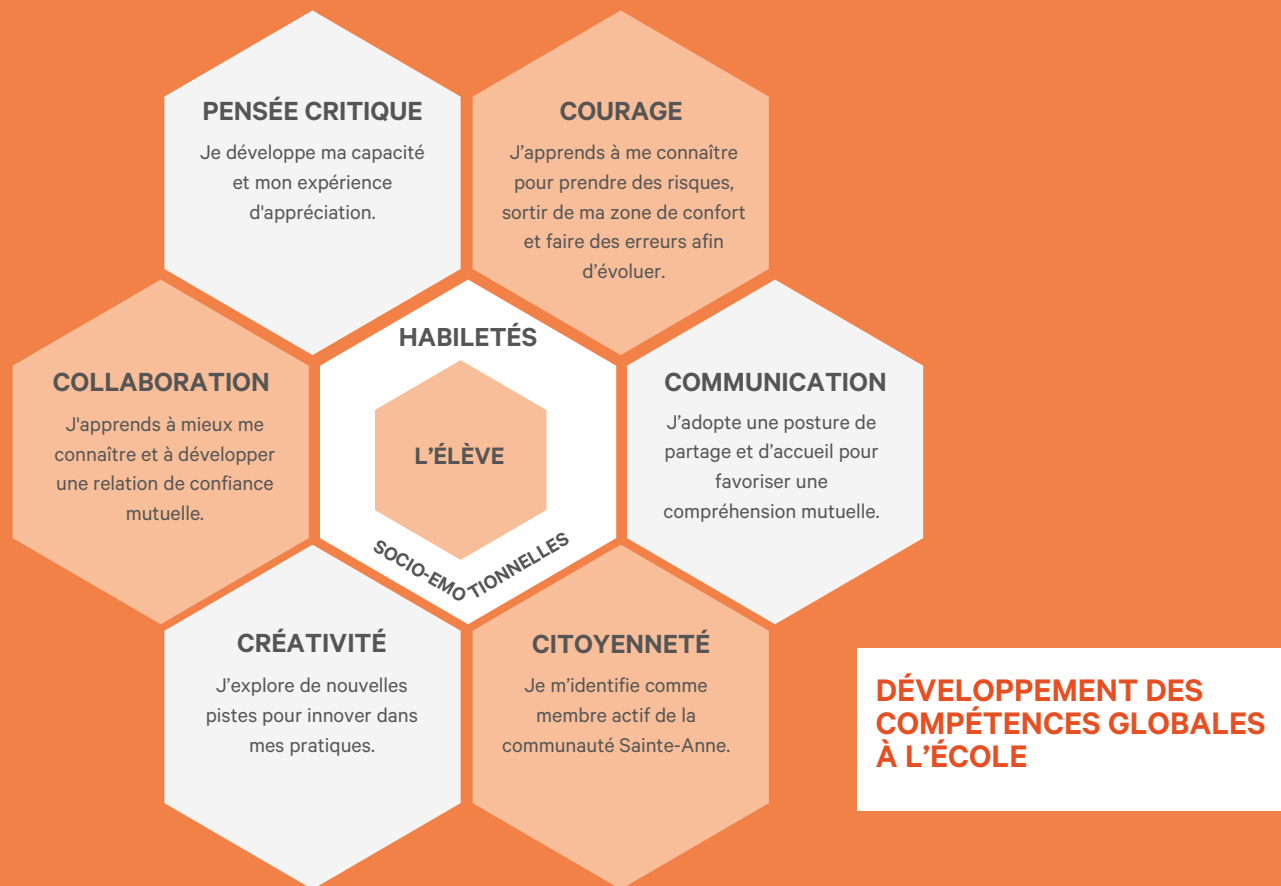 PENSÉE CRITIQUE
Je développe ma capacité
et mon expérience
d'appréciation.
COURAGE
J’apprends à me connaître
pour prendre des risques,
sortir de ma zone de confort
et faire des erreurs afin
d’évoluer.
COLLABORATION
J'apprends à mieux me
connaître et à développer
une relation de confiance
mutuelle.
HABILETÉS
L’ÉLÈVE
SOCIO-EMOTIONNELLES
COMMUNICATION
J’adopte une posture de
partage et d’accueil pour
favoriser une
compréhension mutuelle.
CRÉATIVITÉ
J’explore de nouvelles
pistes pour innover dans
mes pratiques.
CITOYENNETÉ
Je m’identifie comme
membre actif de la
communauté Sainte-Anne.
DÉVELOPPEMENT DES
COMPÉTENCES GLOBALES
À L’ÉCOLE